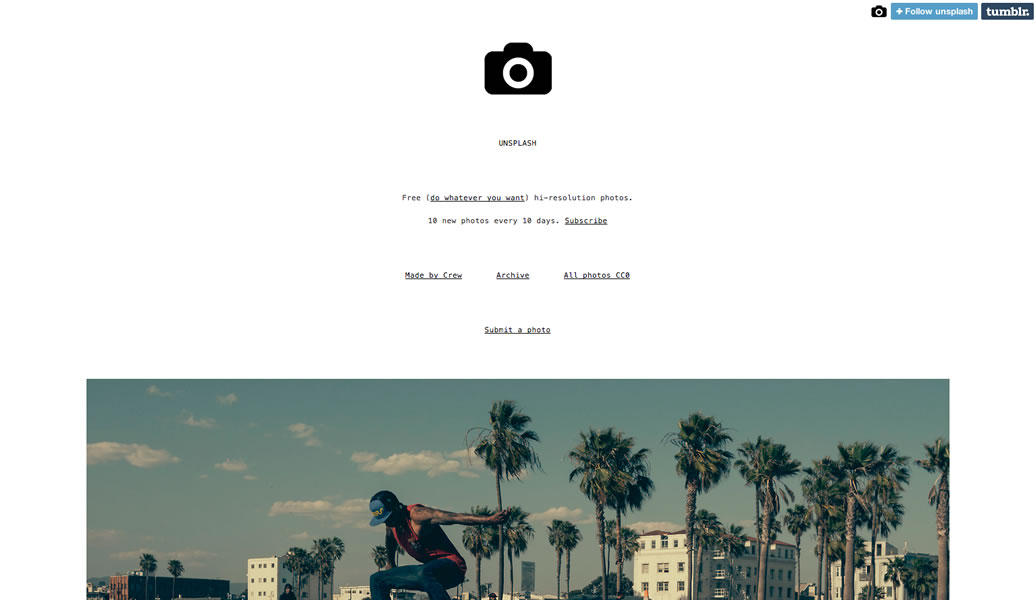 + Follow unsplash tumblr.
UNSPLASH
Free (do whatever you want) hi-resolution photos.
10 new photos every 10 days. Subscribe
Made by Crew Archive All photos CC0
Submit a photo